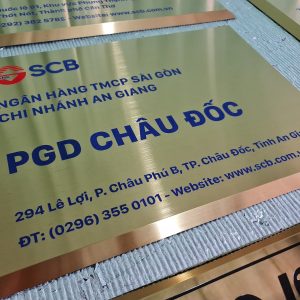 SCB
NGÂN HÀNG TMCP SÀI GÒN
CHI NHÁNH AN GIANG
PGD CHÂU ĐỐC
294 Lê Lợi, P. Châu Phú B, TP. Châu Đốc, Tỉnh An Gi
ĐT: (0296) 355 0101 - Website: www.scb.com.v